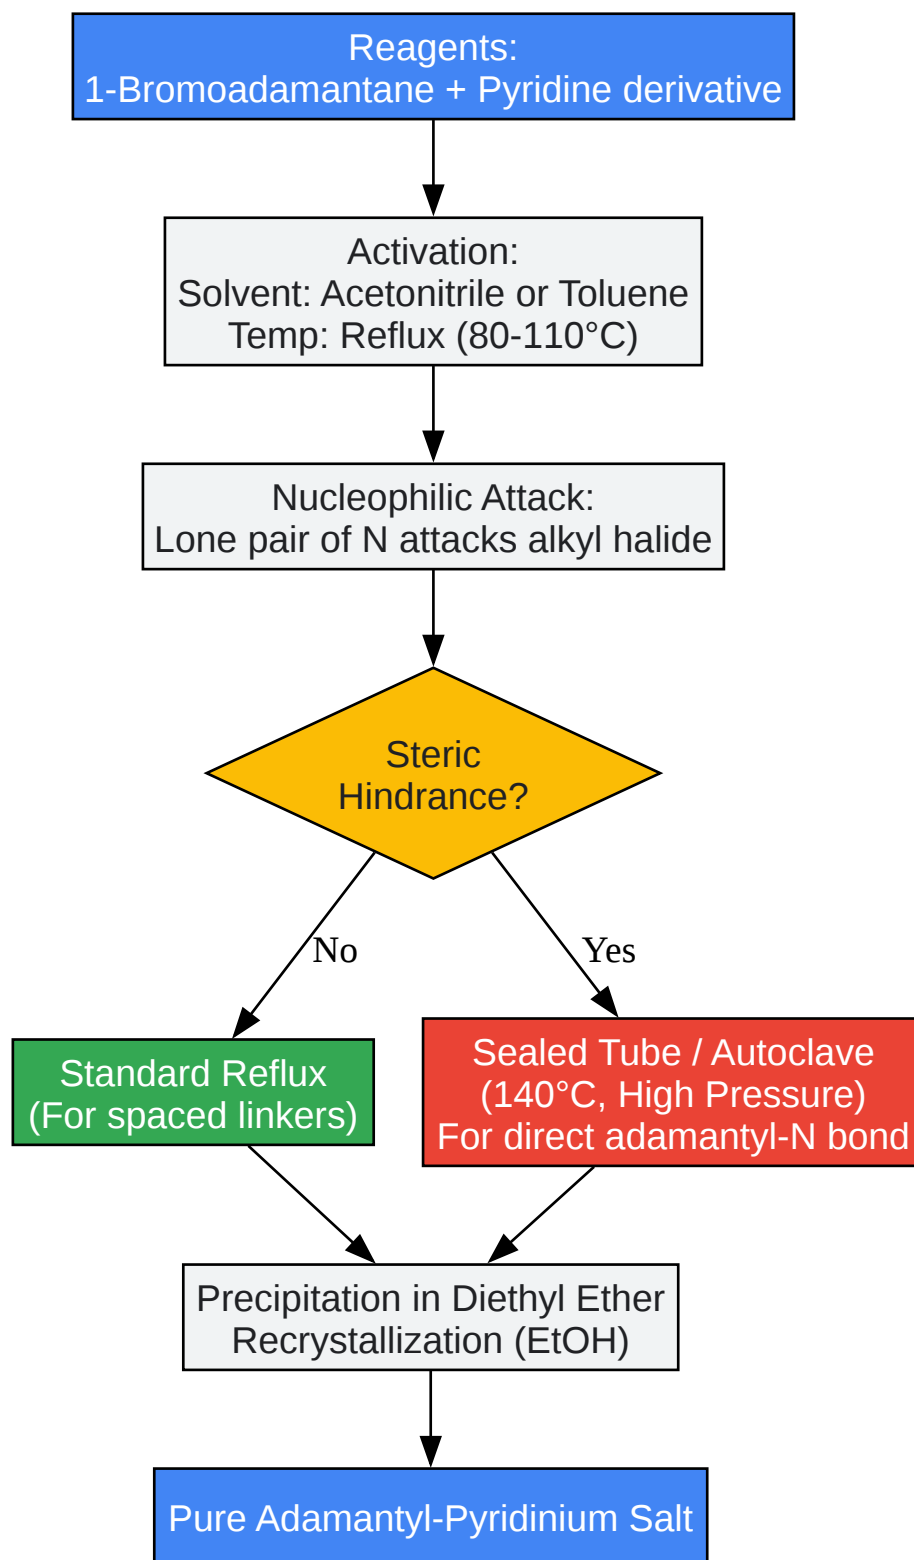 Reagents:
1-Bromoadamantane + Pyridine derivative
Activation:
Solvent: Acetonitrile or Toluene
Temp: Reflux (80-110°C)
Nucleophilic Attack:
Lone pair of N attacks alkyl halide
Steric
Hindrance?
No
Yes
Standard Reflux
(For spaced linkers)
Sealed Tube / Autoclave
(140°C, High Pressure)
For direct adamantyl-N bond
Precipitation in Diethyl Ether
Recrystallization (EtOH)
Pure Adamantyl-Pyridinium Salt